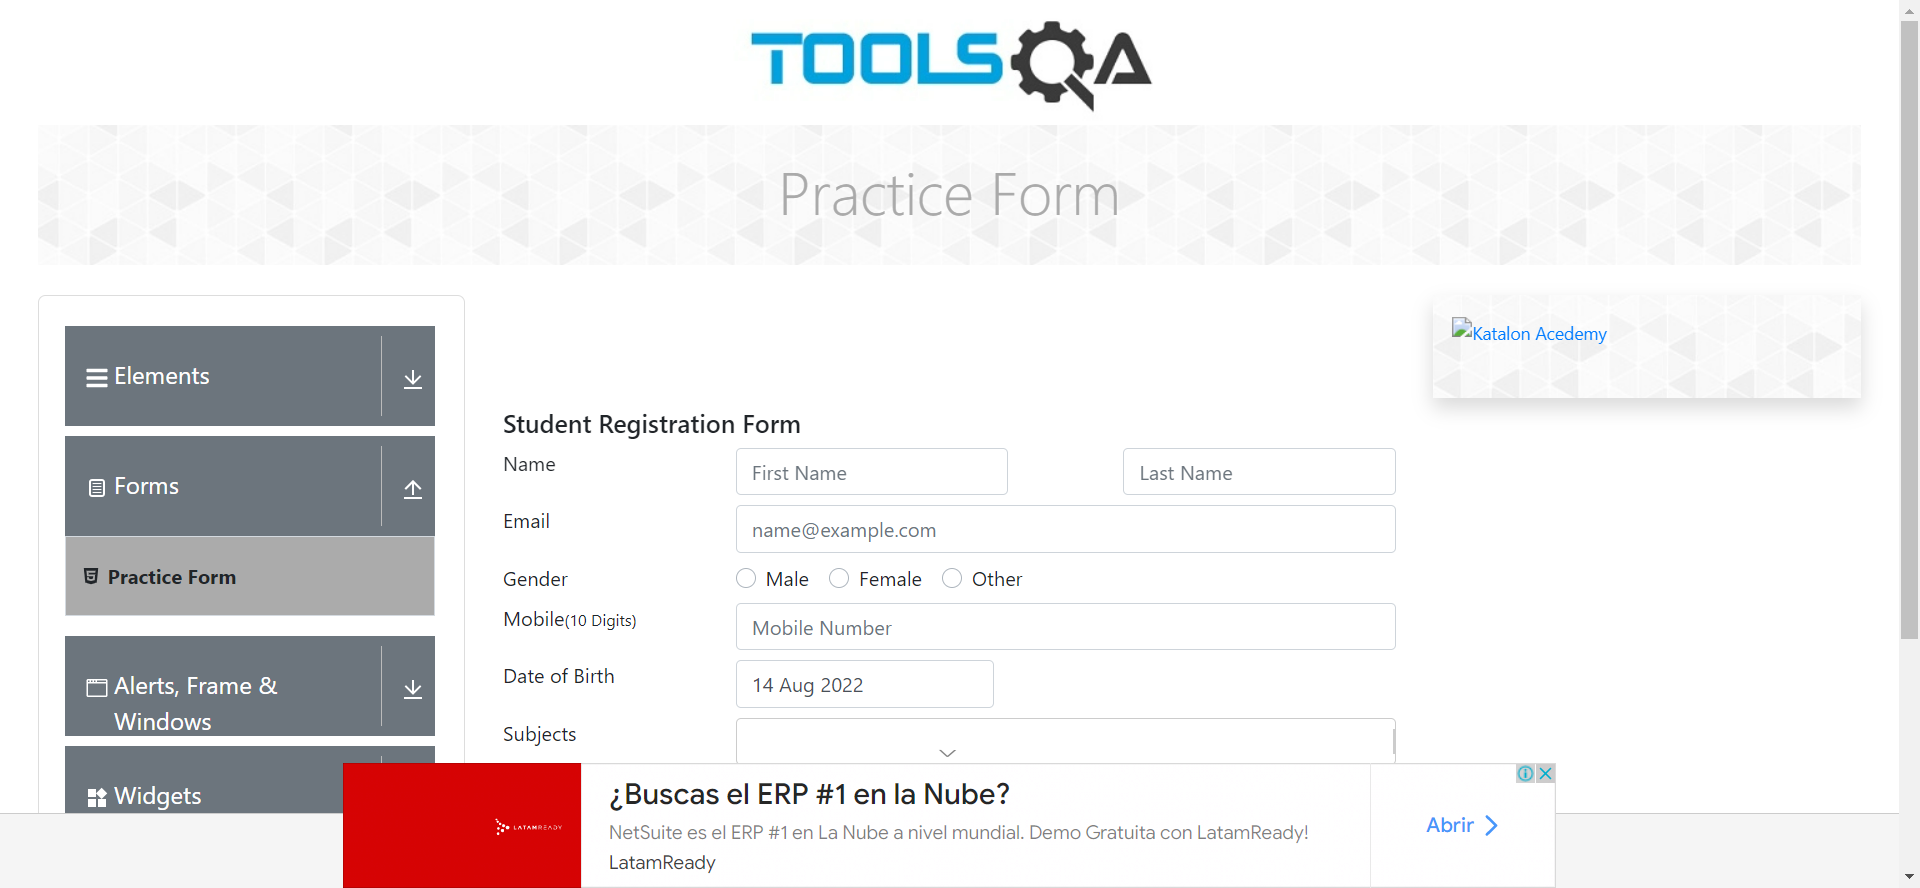 TOOLSQA
Practice Form
Elements
Forms
Practice Form
Alerts, Frame &
Windows
Widgets
Katalon Acedemy
Student Registration Form
Name
First Name
Last Name
Email
name@example.com
Gender
Male
Female
Other
Mobile(10 Digits)
Mobile Number
Date of Birth
14 Aug 2022
Subjects
LATAMREADY
¿Buscas el ERP #1 en la Nube?
NetSuite es el ERP #1 en La Nube a nivel mundial. Demo Gratuita con LatamReady!
LatamReady
Abrir